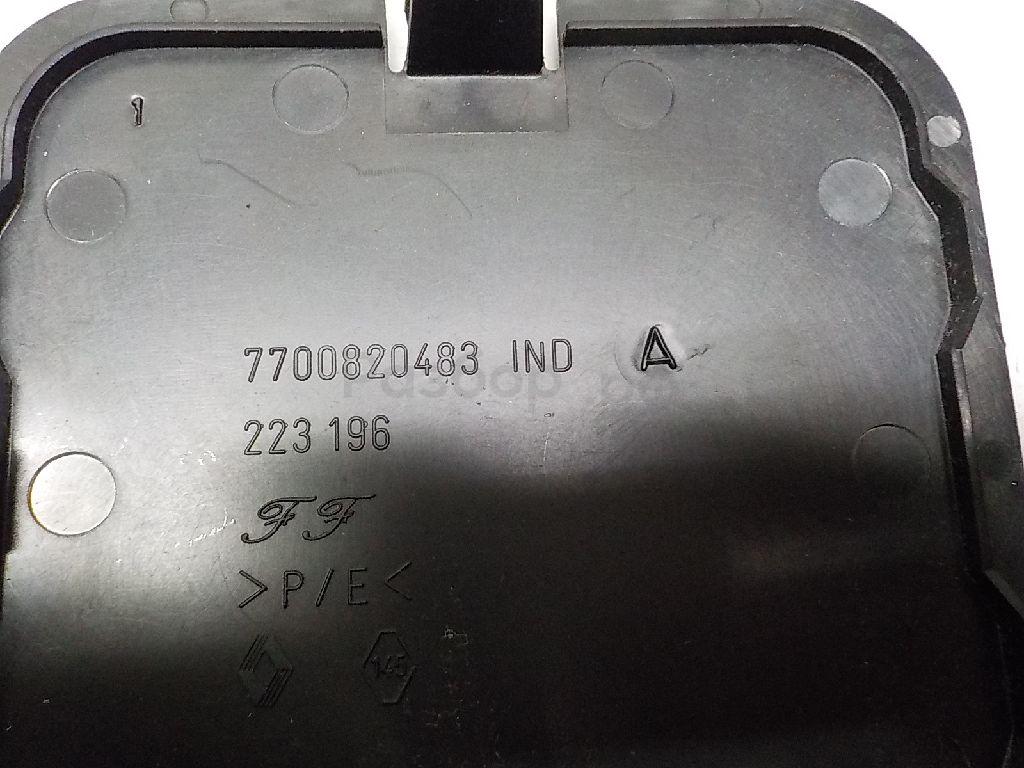 1
7700820483 IND A
223 196
FF
>P/E<
145